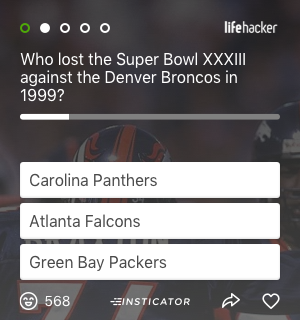 lifehacker
Who lost the Super Bowl XXXIII
against the Denver Broncos in
1999?
Carolina Panthers
Atlanta Falcons
Green Bay Packers
568
INSTICATOR